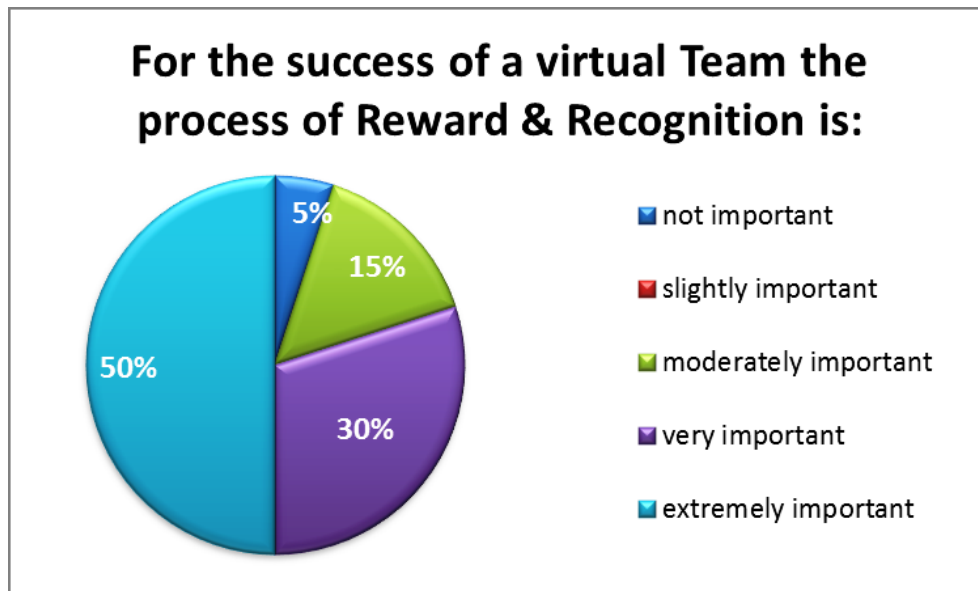 For the success of a virtual Team the
process of Reward & Recognition is:
5%
15%
30%
50%
not important
slightly important
moderately important
very important
extremely important